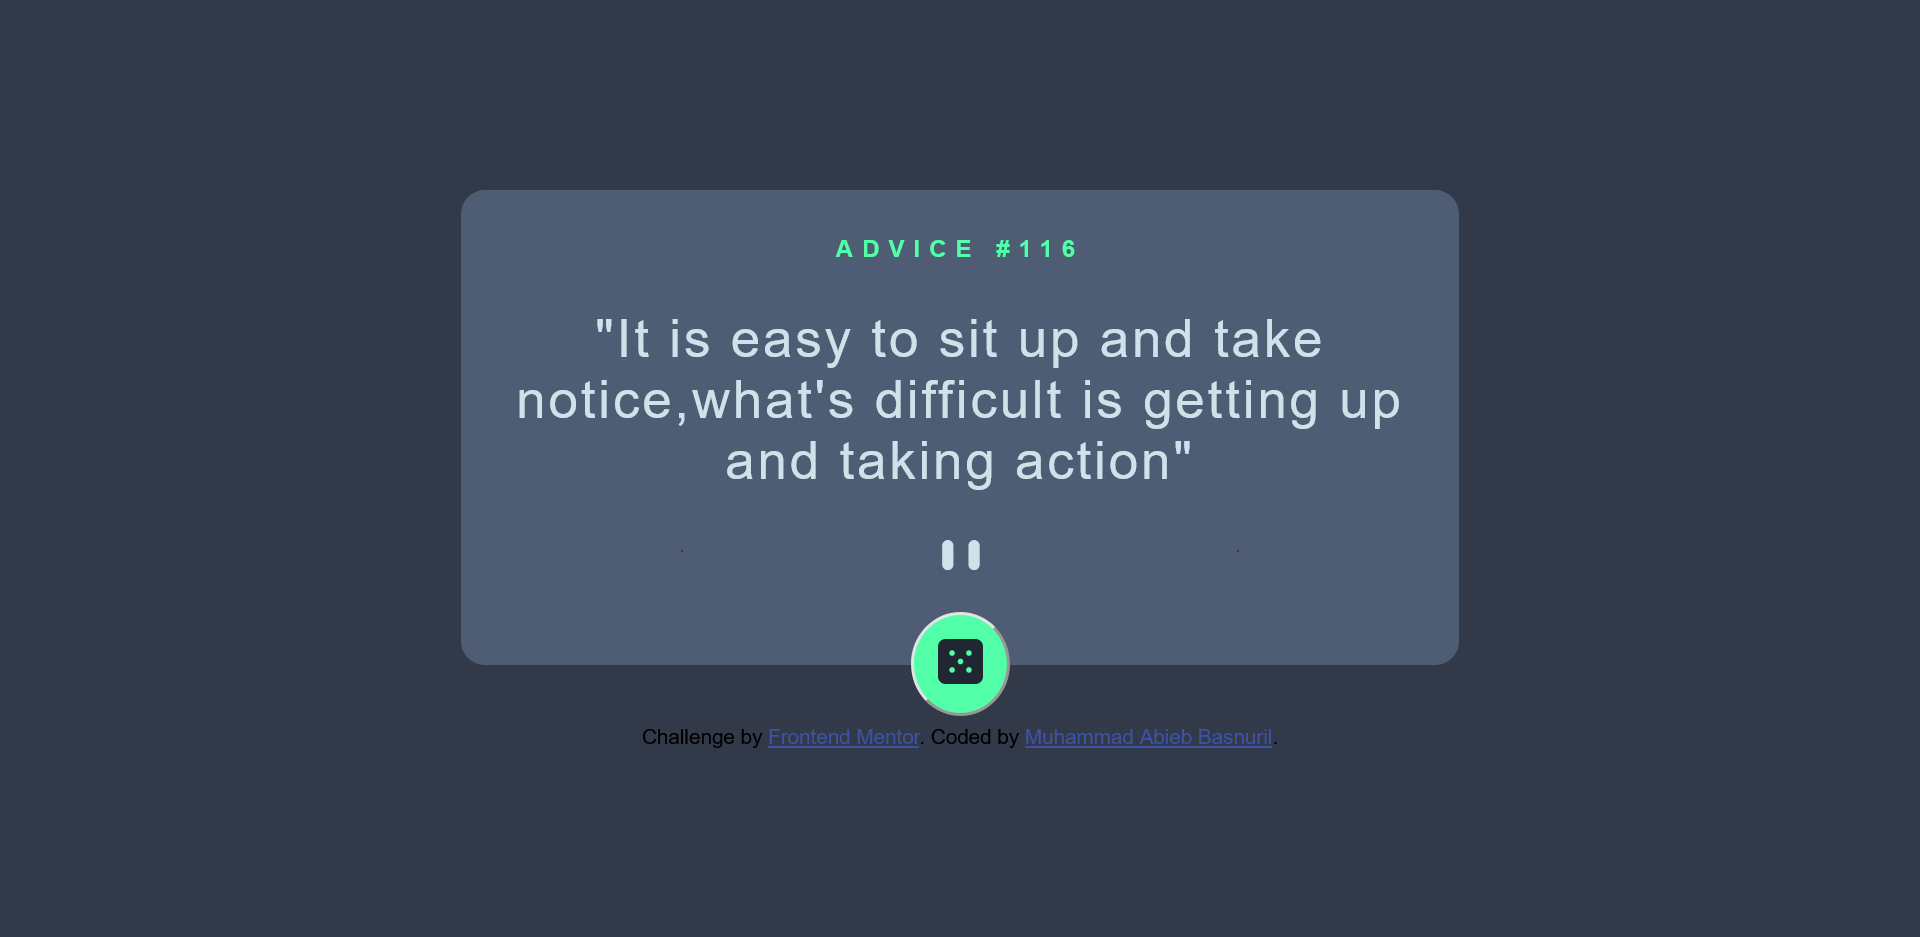 ADVICE #116
"It is easy to sit up and take
notice,what's difficult is getting up
and taking action"
Challenge by Frontend Mentor. Coded by Muhammad Abieb Basnuril.